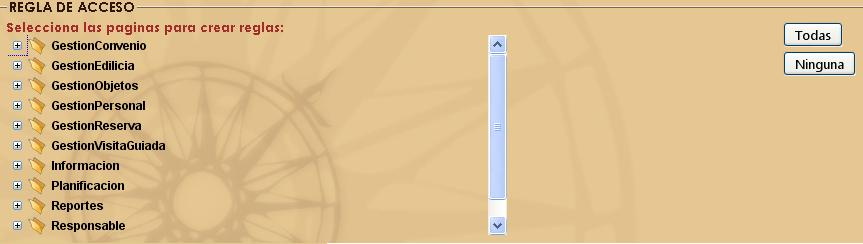 REGLA DE ACCESO
Selecciona las paginas para crear reglas:
GestionConvenio
GestionEdilicia
GestionObjetos
GestionPersonal
GestionReserva
GestionVisitaGuiada
Informacion
Planificacion
Reportes
Responsable
Todas
Ninguna